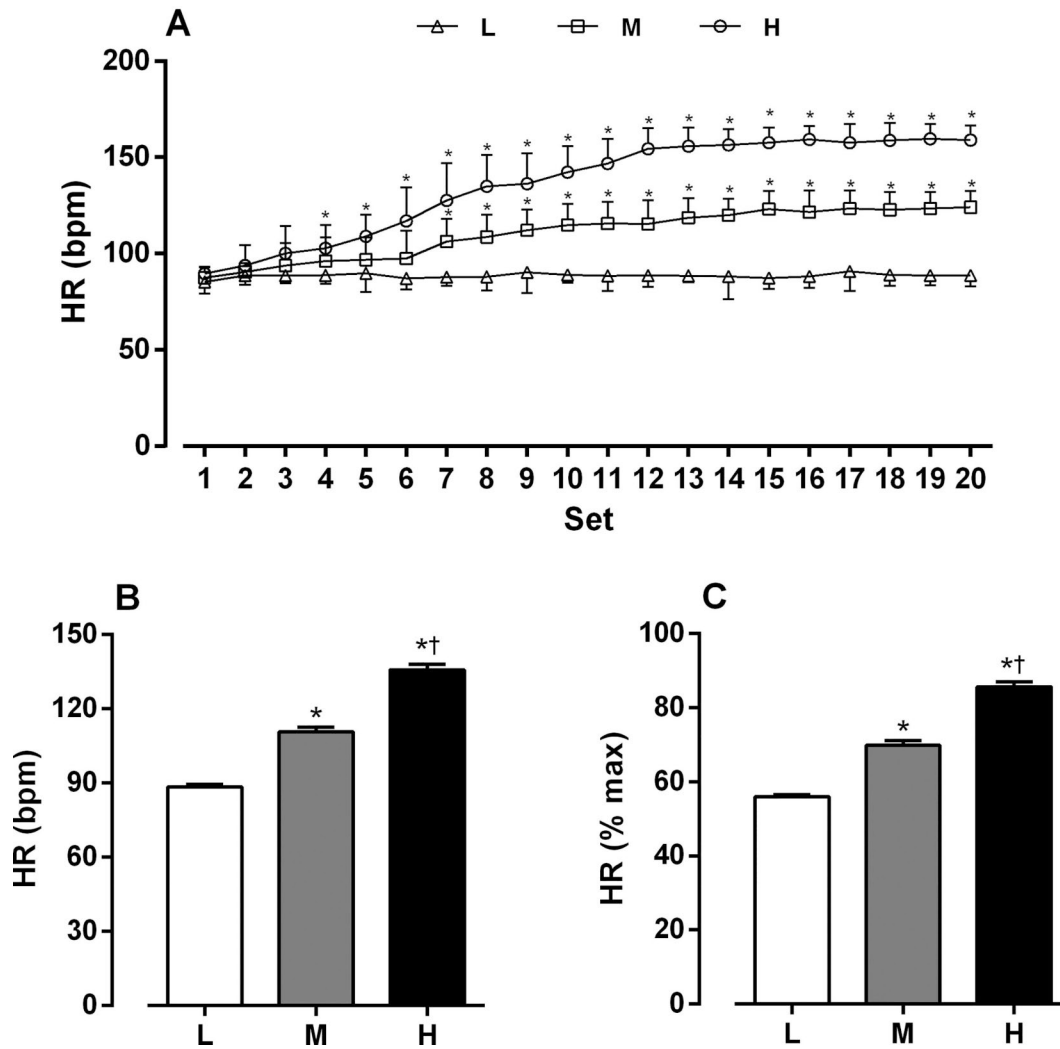 A
L M H
200
150
100
50
0
HR (bpm)
* * * * * * * * * * * * * * * * *
* * * * * * * * * * * * * *
1 2 3 4 5 6 7 8 9 10 11 12 13 14 15 16 17 18 19 20
Set
B
150
120
90
60
30
0
HR (bpm)
*
*†
L M H
C
100
80
60
40
20
0
HR (% max)
*
*†
L M H